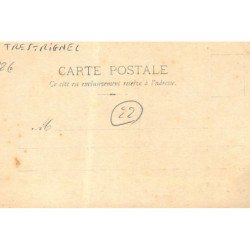 TRESTRIGNEL
26
CARTE POSTALE
Ce côté est exclusivement réservé à l'adresse.
22
M